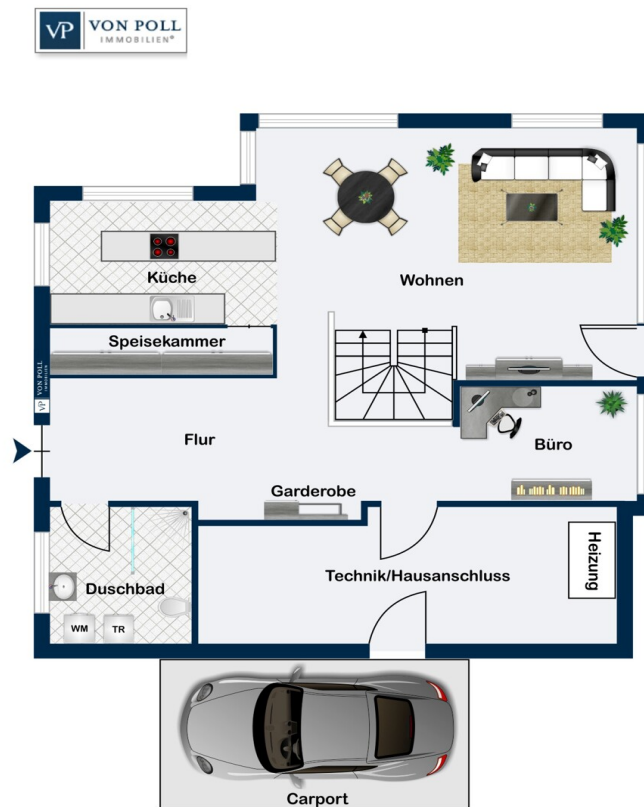 VP VON POLL
IMMOBILIEN®
Küche
Wohnen
Speisekammer
VP VON POLL
IMMOBILIEN
Flur
Büro
Garderobe
Duschbad
Technik/Hausanschluss
Heizung
WM
TR
Carport